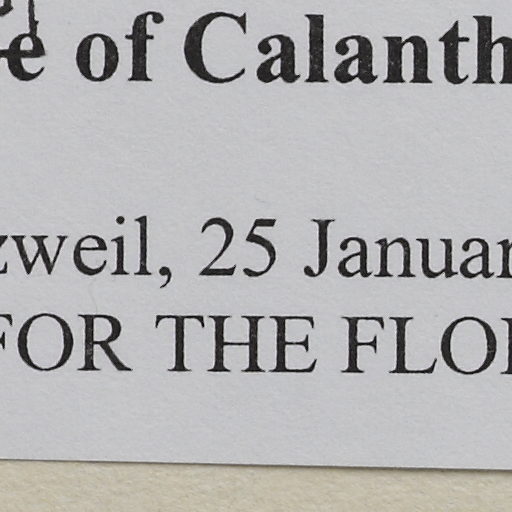 e of Calanth
zweil, 25 Januar
FOR THE FLO